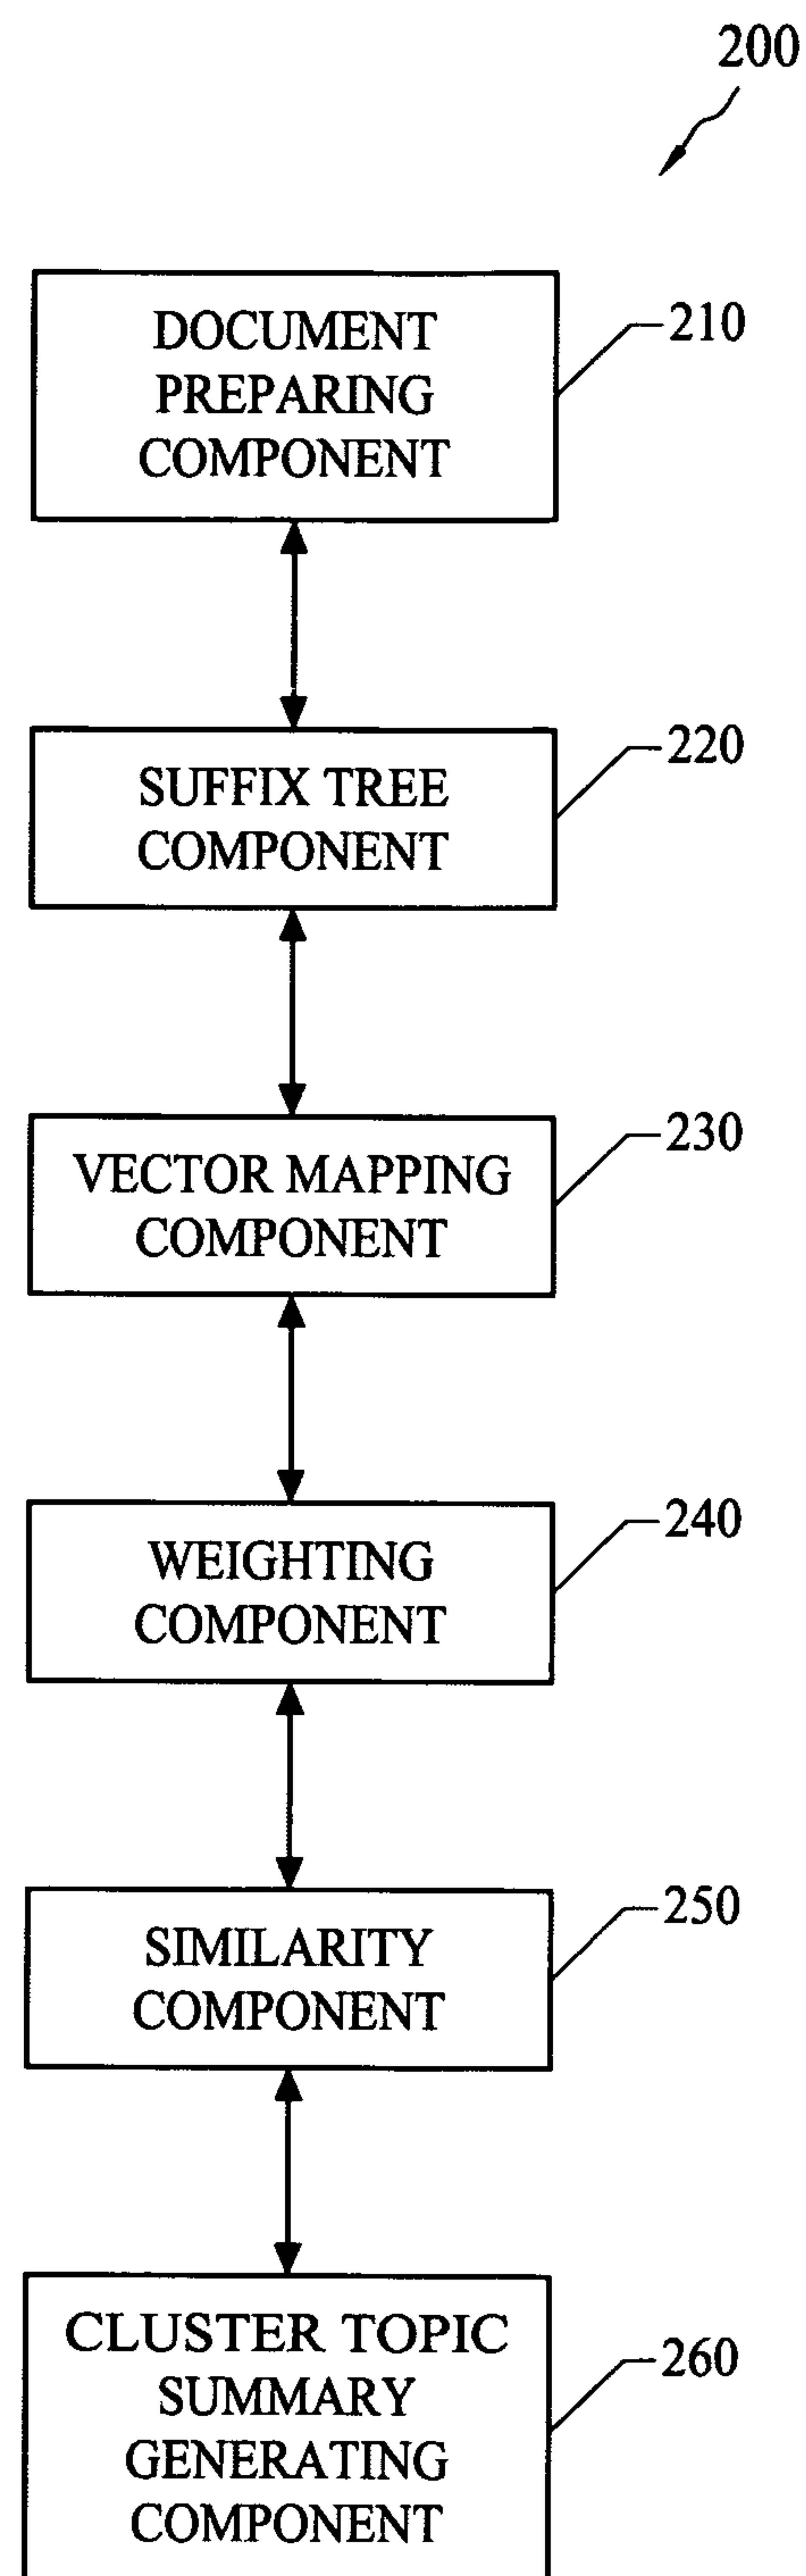 200
DOCUMENT
PREPARING
COMPONENT
210
SUFFIX TREE
COMPONENT
220
VECTOR MAPPING
COMPONENT
230
WEIGHTING
COMPONENT
240
SIMILARITY
COMPONENT
250
CLUSTER TOPIC
SUMMARY
GENERATING
COMPONENT
260